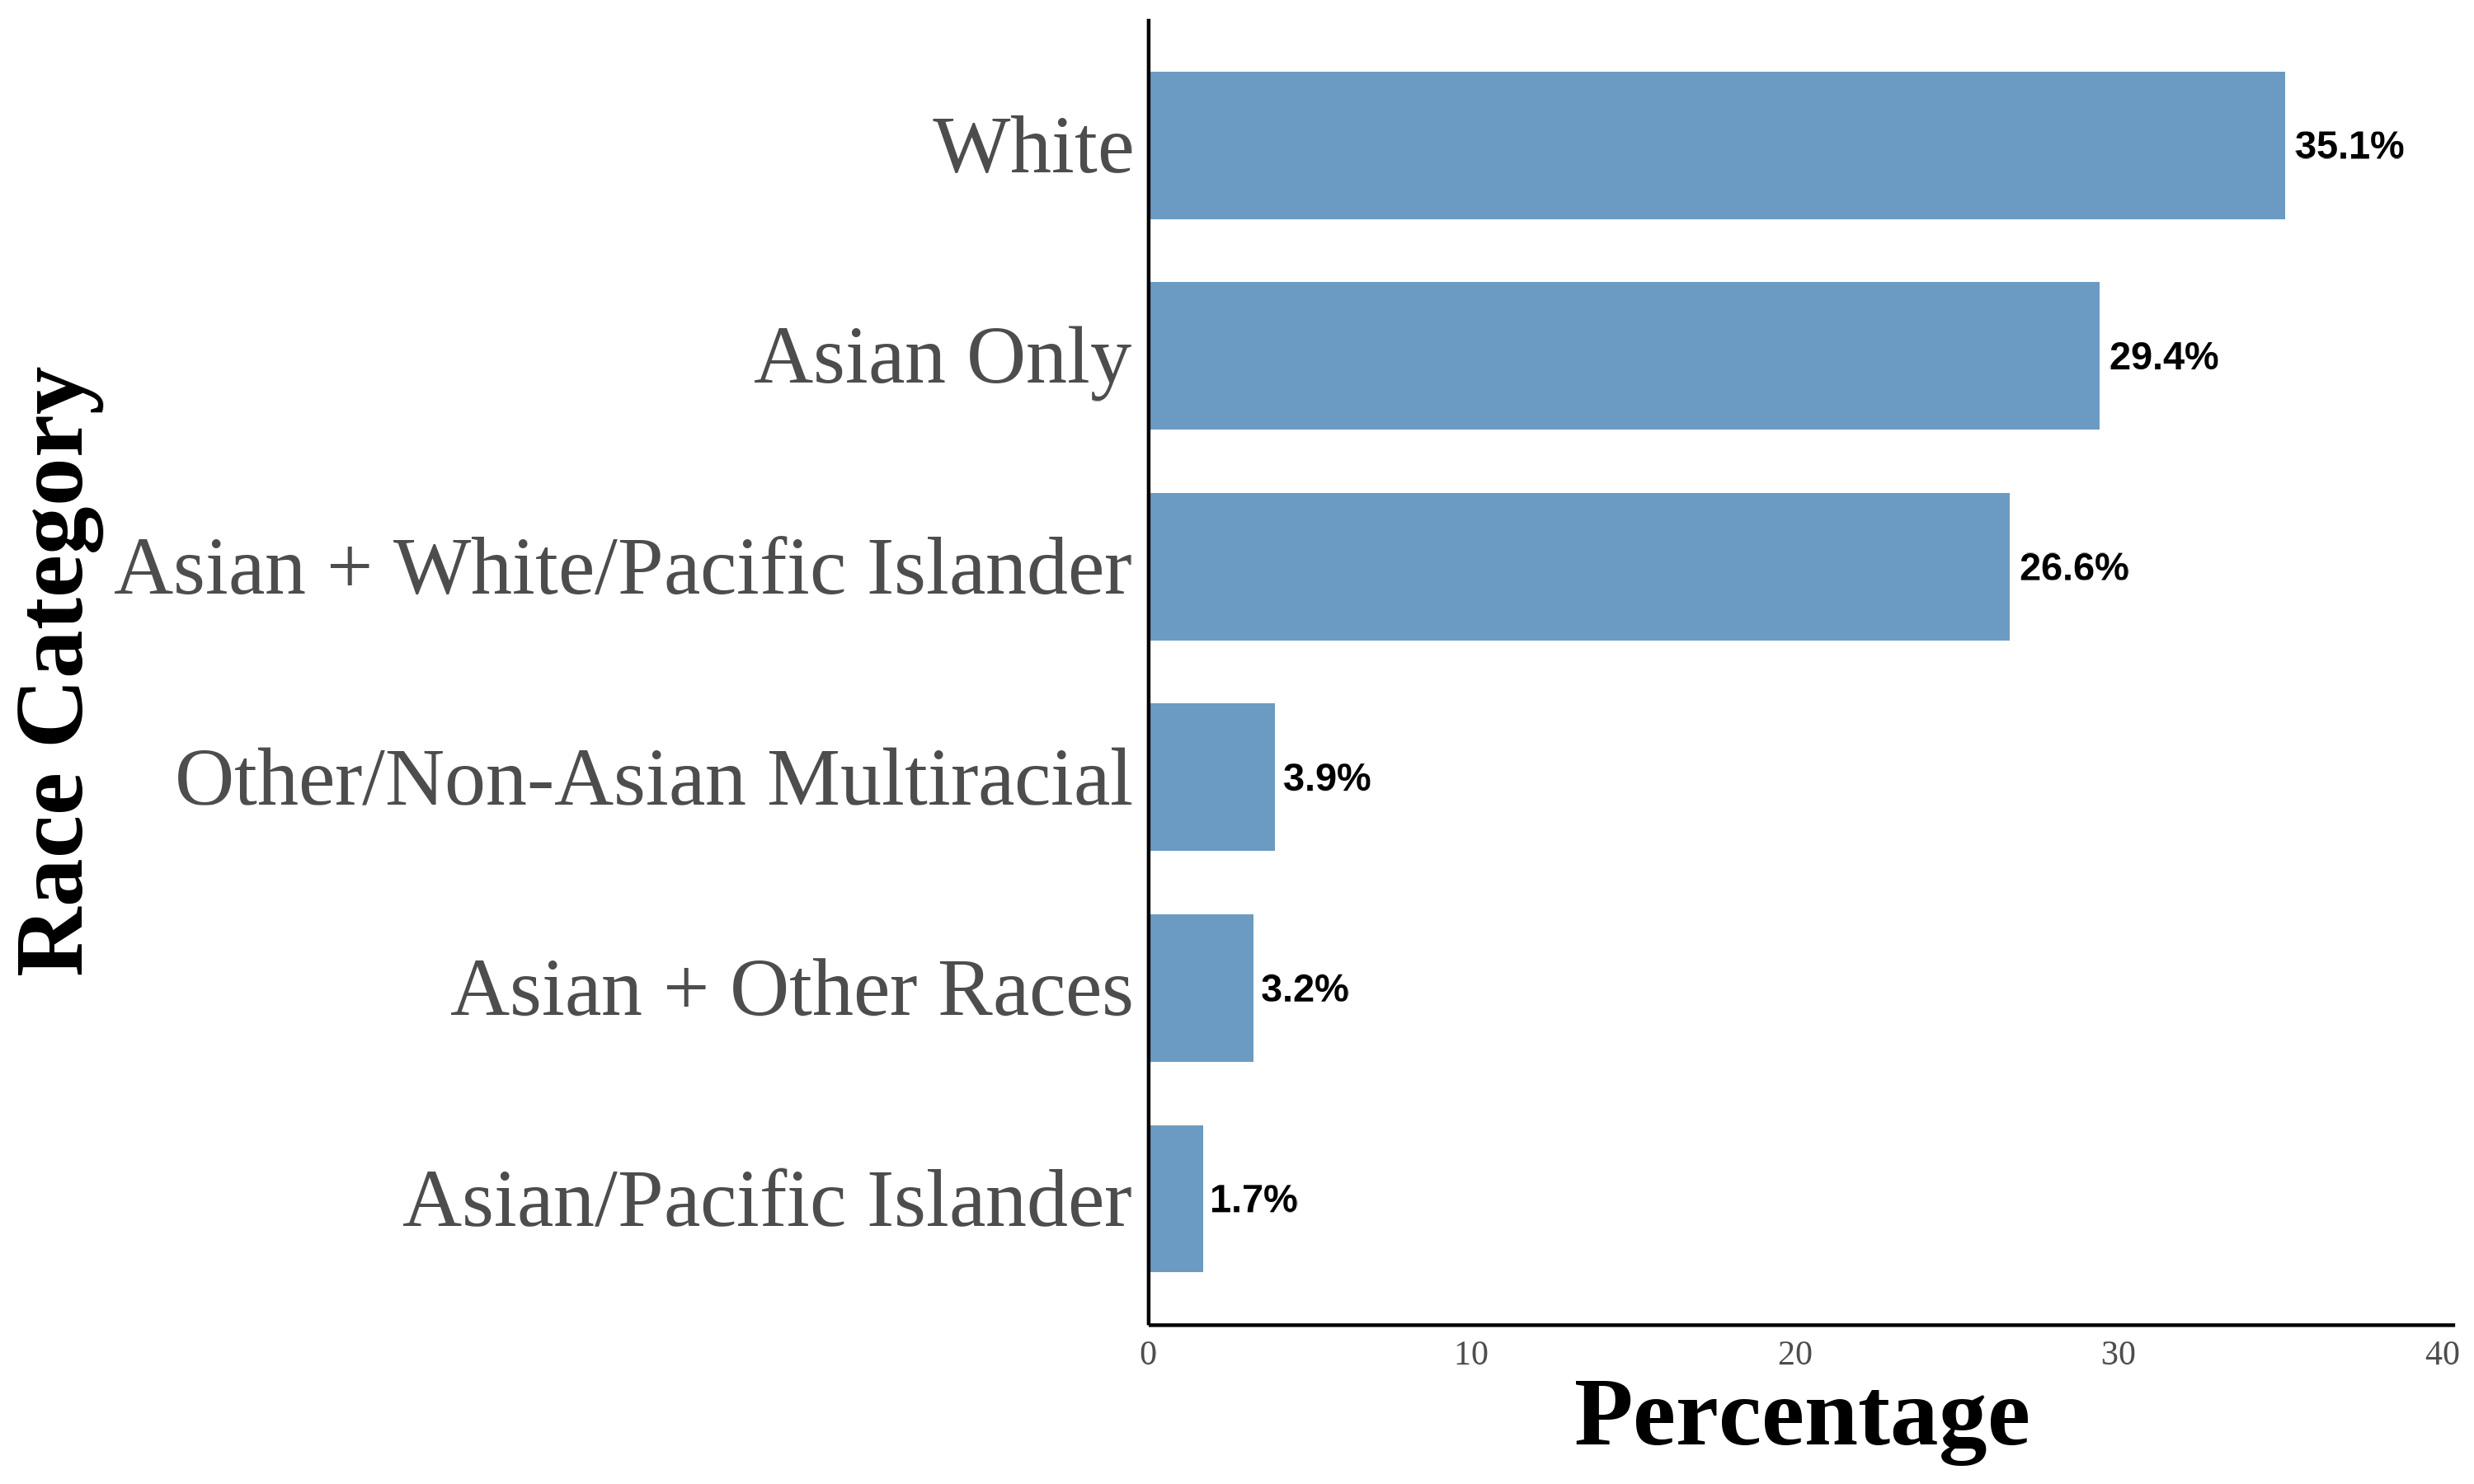 Race Category
White
35.1%
Asian Only
29.4%
Asian + White/Pacific Islander
26.6%
Other/Non-Asian Multiracial
3.9%
Asian + Other Races
3.2%
Asian/Pacific Islander
1.7%
0 10 20 30 40
Percentage